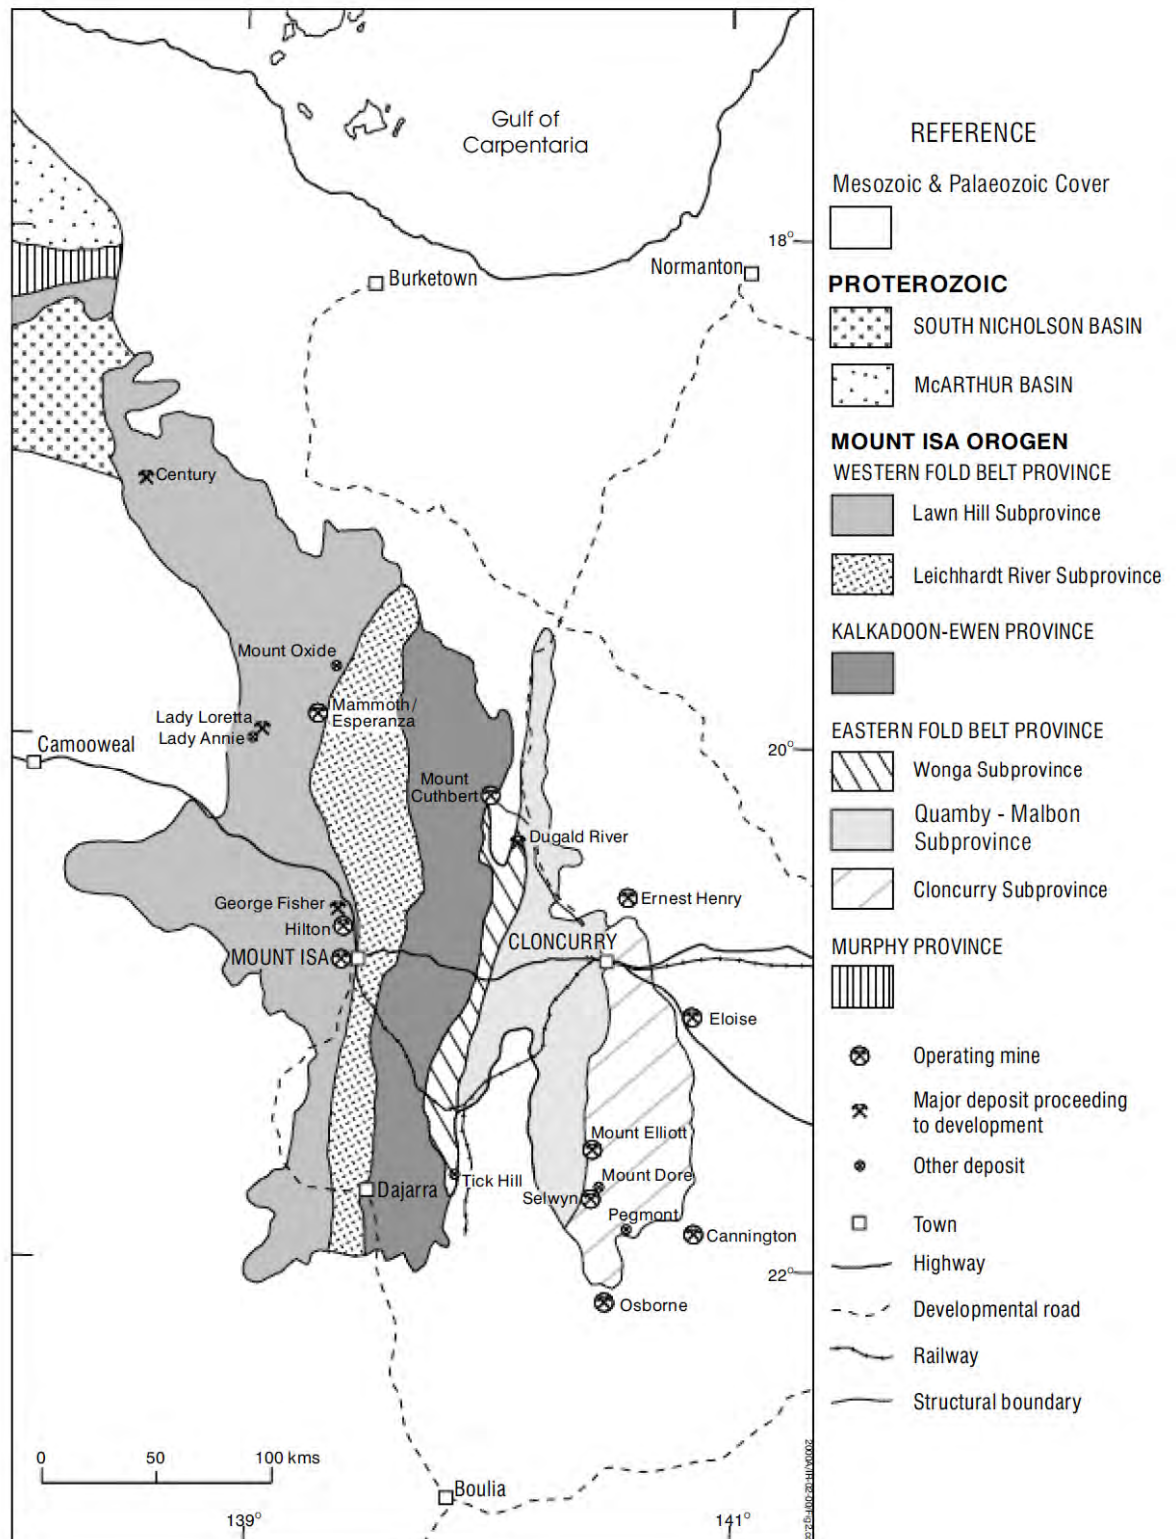 Gulf of
Carpentaria
18°
Burketown
Normanton
Century
Mount Oxide
Mammoth/
Esperanza
Lady Loretta
Lady Annie
Camooweal
20°
Mount
Cuthbert
Dugald River
George Fisher
Hilton
MOUNT ISA
Ernest Henry
CLONCURRY
Eloise
Mount Elliott
Mount Dore
Selwyn
Tick Hill
Dajarra
Pegmont
Cannington
22°
Osborne
0 50 100 kms
Boulia
139°
141°
REFERENCE
Mesozoic & Palaeozoic Cover
PROTEROZOIC
SOUTH NICHOLSON BASIN
McARTHUR BASIN
MOUNT ISA OROGEN
WESTERN FOLD BELT PROVINCE
Lawn Hill Subprovince
Leichhardt River Subprovince
KALKADOON-EWEN PROVINCE
EASTERN FOLD BELT PROVINCE
Wonga Subprovince
Quamby - Malbon
Subprovince
Cloncurry Subprovince
MURPHY PROVINCE
Operating mine
Major deposit proceeding
to development
Other deposit
Town
Highway
Developmental road
Railway
Structural boundary